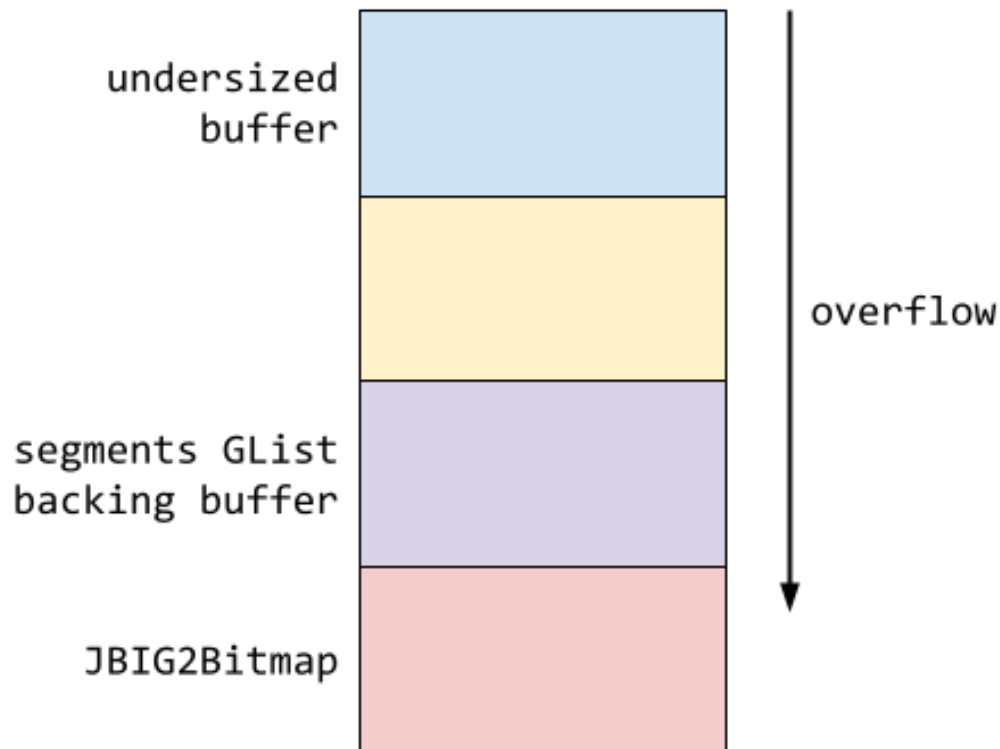 undersized
buffer
overflow
segments GList
backing buffer
JBIG2Bitmap